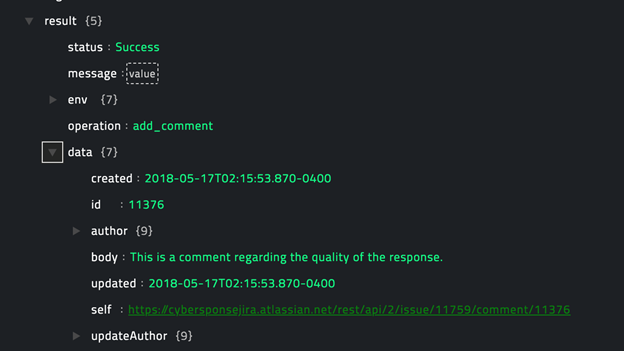 result {5}
status : Success
message : value
env {7}
operation : add_comment
data {7}
created : 2018-05-17T02:15:53.870-0400
id : 11376
author {9}
body : This is a comment regarding the quality of the response.
updated : 2018-05-17T02:15:53.870-0400
self : https://cybersponsejira.atlassian.net/rest/api/2/issue/11759/comment/11376
updateAuthor {9}